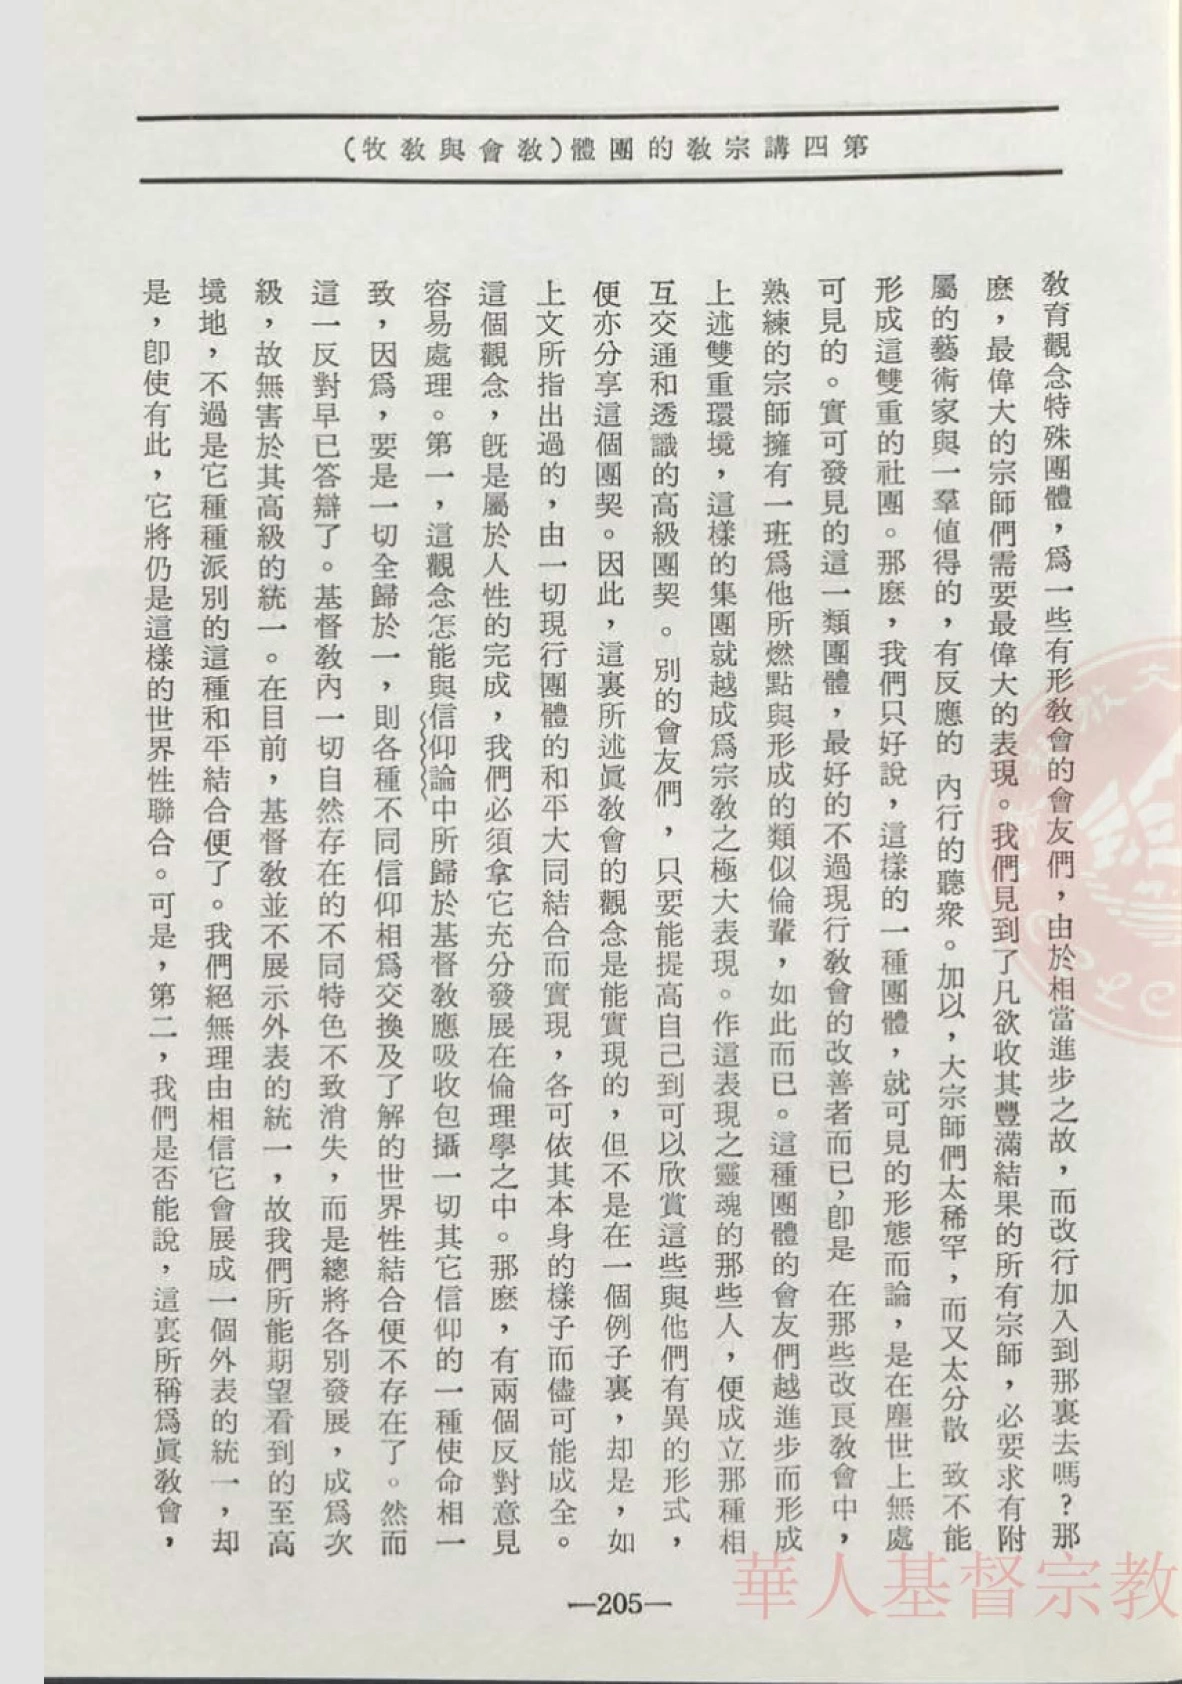 第四講宗教的團體(教會與教牧)
教育觀念特殊團體，爲一些有形教會的會友們，由於相當進步之故，而改行加入到那裏去嗎？那
麽，最偉大的宗師們需要最偉大的表現。我們見到了凡欲收其豐滿結果的所有宗師，必要求有附
屬的藝術家與一羣值得的，有反應的 內行的聽衆。加以，大宗師們太稀罕，而又太分散 致不能
形成這雙重的社團。那麽，我們只好說，這樣的一種團體，就可見的形態而論，是在塵世上無處
可見的。實可發見的這一類團體，最好的不過現行教會的改善者而已，卽是 在那些改良教會中，
熟練的宗師擁有一班爲他所燃點與形成的類似倫輩，如此而已。這種團體的會友們越進步而形成
上述雙重環境，這樣的集團就越成爲宗教之極大表現。作這表現之靈魂的那些人，便成立那種相
互交通和透識的高級團契。別的會友們，只要能提高自己到可以欣賞這些與他們有異的形式，
便亦分享這個團契。因此，這裏所述眞教會的觀念是能實現的，但不是在一個例子裏，却是，如
上文所指出過的，由一切現行團體的和平大同結合而實現，各可依其本身的樣子而儘可能成全。
這個觀念，旣是屬於人性的完成，我們必須拿它充分發展在倫理學之中。那麽，有兩個反對意見
容易處理。第一，這觀念怎能與信仰論中所歸於基督教應吸收包攝一切其它信仰的一種使命相一
致，因爲，要是一切全歸於一，則各種不同信仰相爲交換及了解的世界性結合便不存在了。然而
這一反對早已答辯了。基督教內一切自然存在的不同特色不致消失，而是總將各別發展，成爲次
級，故無害於其高級的統一。在目前，基督教並不展示外表的統一，故我們所能期望看到的至高
境地，不過是它種種派別的這種和平結合便了。我們絕無理由相信它會展成一個外表的統一，却
是，卽使有此，它將仍是這樣的世界性聯合。可是，第二，我們是否能說，這裏所稱爲眞教會，
—205—
華人基督宗教